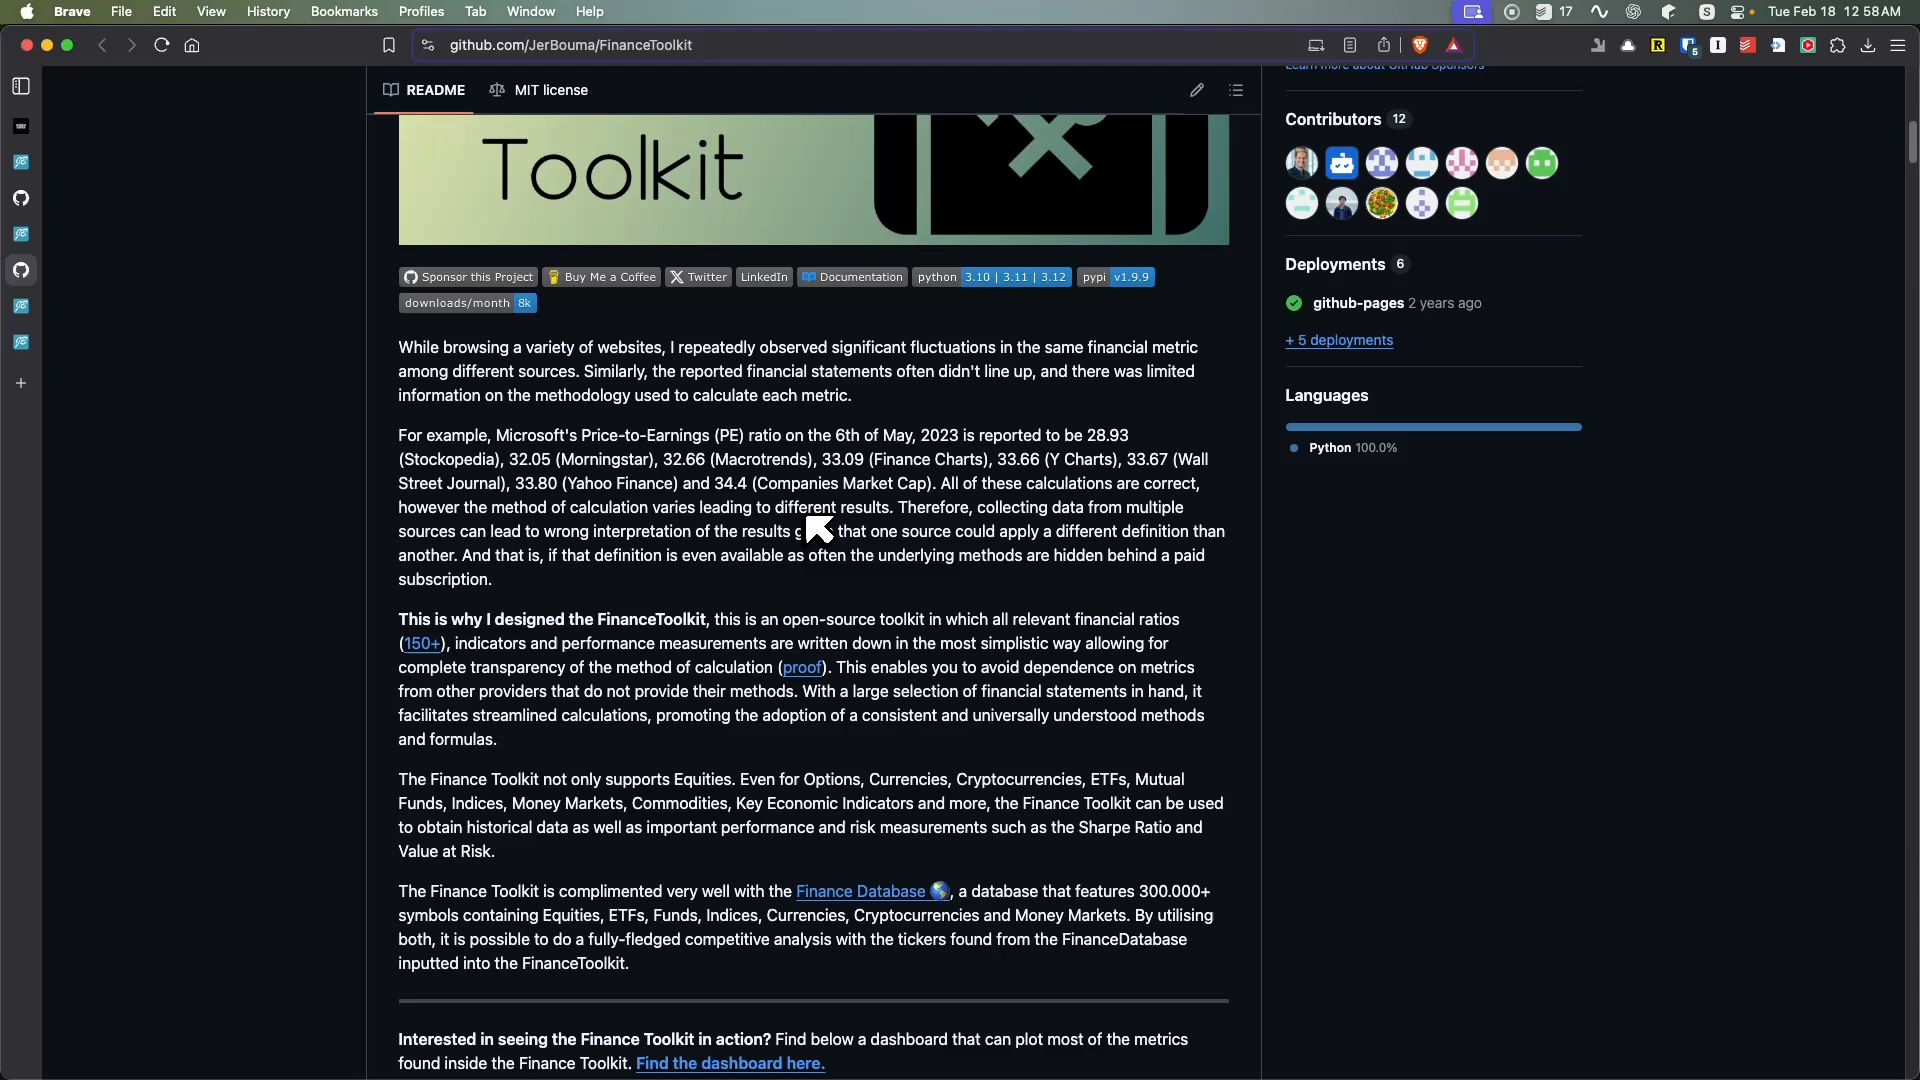 Brave File Edit View History Bookmarks Profiles Tab Window Help 17 Tue Feb 18 12 58 AM
github.com/JerBouma/FinanceToolkit
README MIT license
Learn more about GitHub Sponsors
Toolkit
Sponsor this Project Buy Me a Coffee Twitter LinkedIn Documentation python 3.10 | 3.11 | 3.12 pypi v1.9.9
downloads/month 8k
While browsing a variety of websites, I repeatedly observed significant fluctuations in the same financial metric
among different sources. Similarly, the reported financial statements often didn't line up, and there was limited
information on the methodology used to calculate each metric.
For example, Microsoft's Price-to-Earnings (PE) ratio on the 6th of May, 2023 is reported to be 28.93
(Stockopedia), 32.05 (Morningstar), 32.66 (Macrotrends), 33.09 (Finance Charts), 33.66 (Y Charts), 33.67 (Wall
Street Journal), 33.80 (Yahoo Finance) and 34.4 (Companies Market Cap). All of these calculations are correct,
however the method of calculation varies leading to different results. Therefore, collecting data from multiple
sources can lead to wrong interpretation of the results that one source could apply a different definition than
another. And that is, if that definition is even available as often the underlying methods are hidden behind a paid
subscription.
This is why I designed the FinanceToolkit, this is an open-source toolkit in which all relevant financial ratios
(150+), indicators and performance measurements are written down in the most simplistic way allowing for
complete transparency of the method of calculation (proof). This enables you to avoid dependence on metrics
from other providers that do not provide their methods. With a large selection of financial statements in hand, it
facilitates streamlined calculations, promoting the adoption of a consistent and universally understood methods
and formulas.
The Finance Toolkit not only supports Equities. Even for Options, Currencies, Cryptocurrencies, ETFs, Mutual
Funds, Indices, Money Markets, Commodities, Key Economic Indicators and more, the Finance Toolkit can be used
to obtain historical data as well as important performance and risk measurements such as the Sharpe Ratio and
Value at Risk.
The Finance Toolkit is complimented very well with the Finance Database 🌎, a database that features 300.000+
symbols containing Equities, ETFs, Funds, Indices, Currencies, Cryptocurrencies and Money Markets. By utilising
both, it is possible to do a fully-fledged competitive analysis with the tickers found from the FinanceDatabase
inputted into the FinanceToolkit.
Interested in seeing the Finance Toolkit in action? Find below a dashboard that can plot most of the metrics
found inside the Finance Toolkit. Find the dashboard here.
Contributors 12
Deployments 6
github-pages 2 years ago
+ 5 deployments
Languages
Python 100.0%